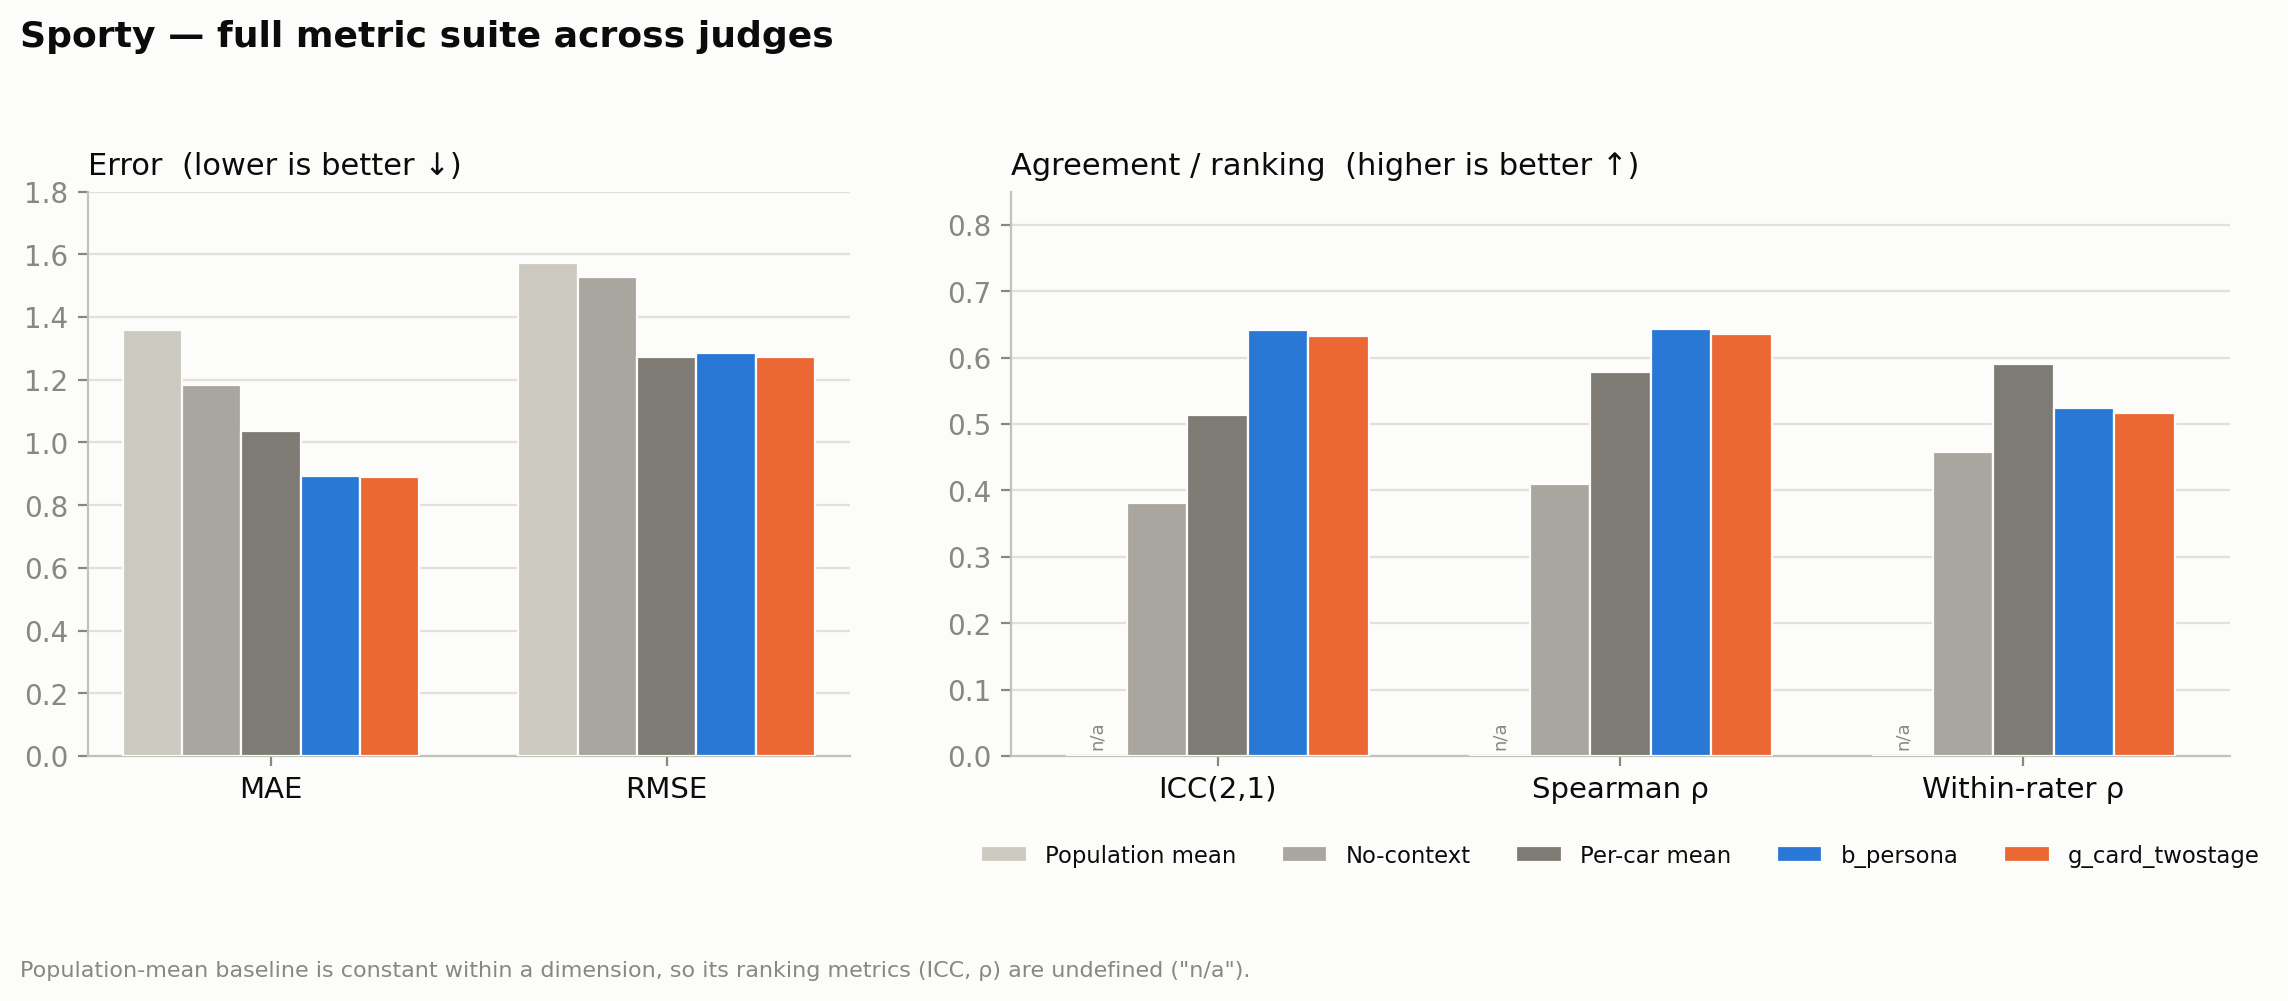 Sporty — full metric suite across judges
Error  (lower is better ↓)
1.8
1.6
1.4
1.2
1.0
0.8
0.6
0.4
0.2
0.0
MAE
RMSE
Agreement / ranking  (higher is better ↑)
0.8
0.7
0.6
0.5
0.4
0.3
0.2
0.1
0.0
n/a
n/a
n/a
ICC(2,1)
Spearman ρ
Within-rater ρ
Population mean
No-context
Per-car mean
b_persona
g_card_twostage
Population-mean baseline is constant within a dimension, so its ranking metrics (ICC, ρ) are undefined ("n/a").